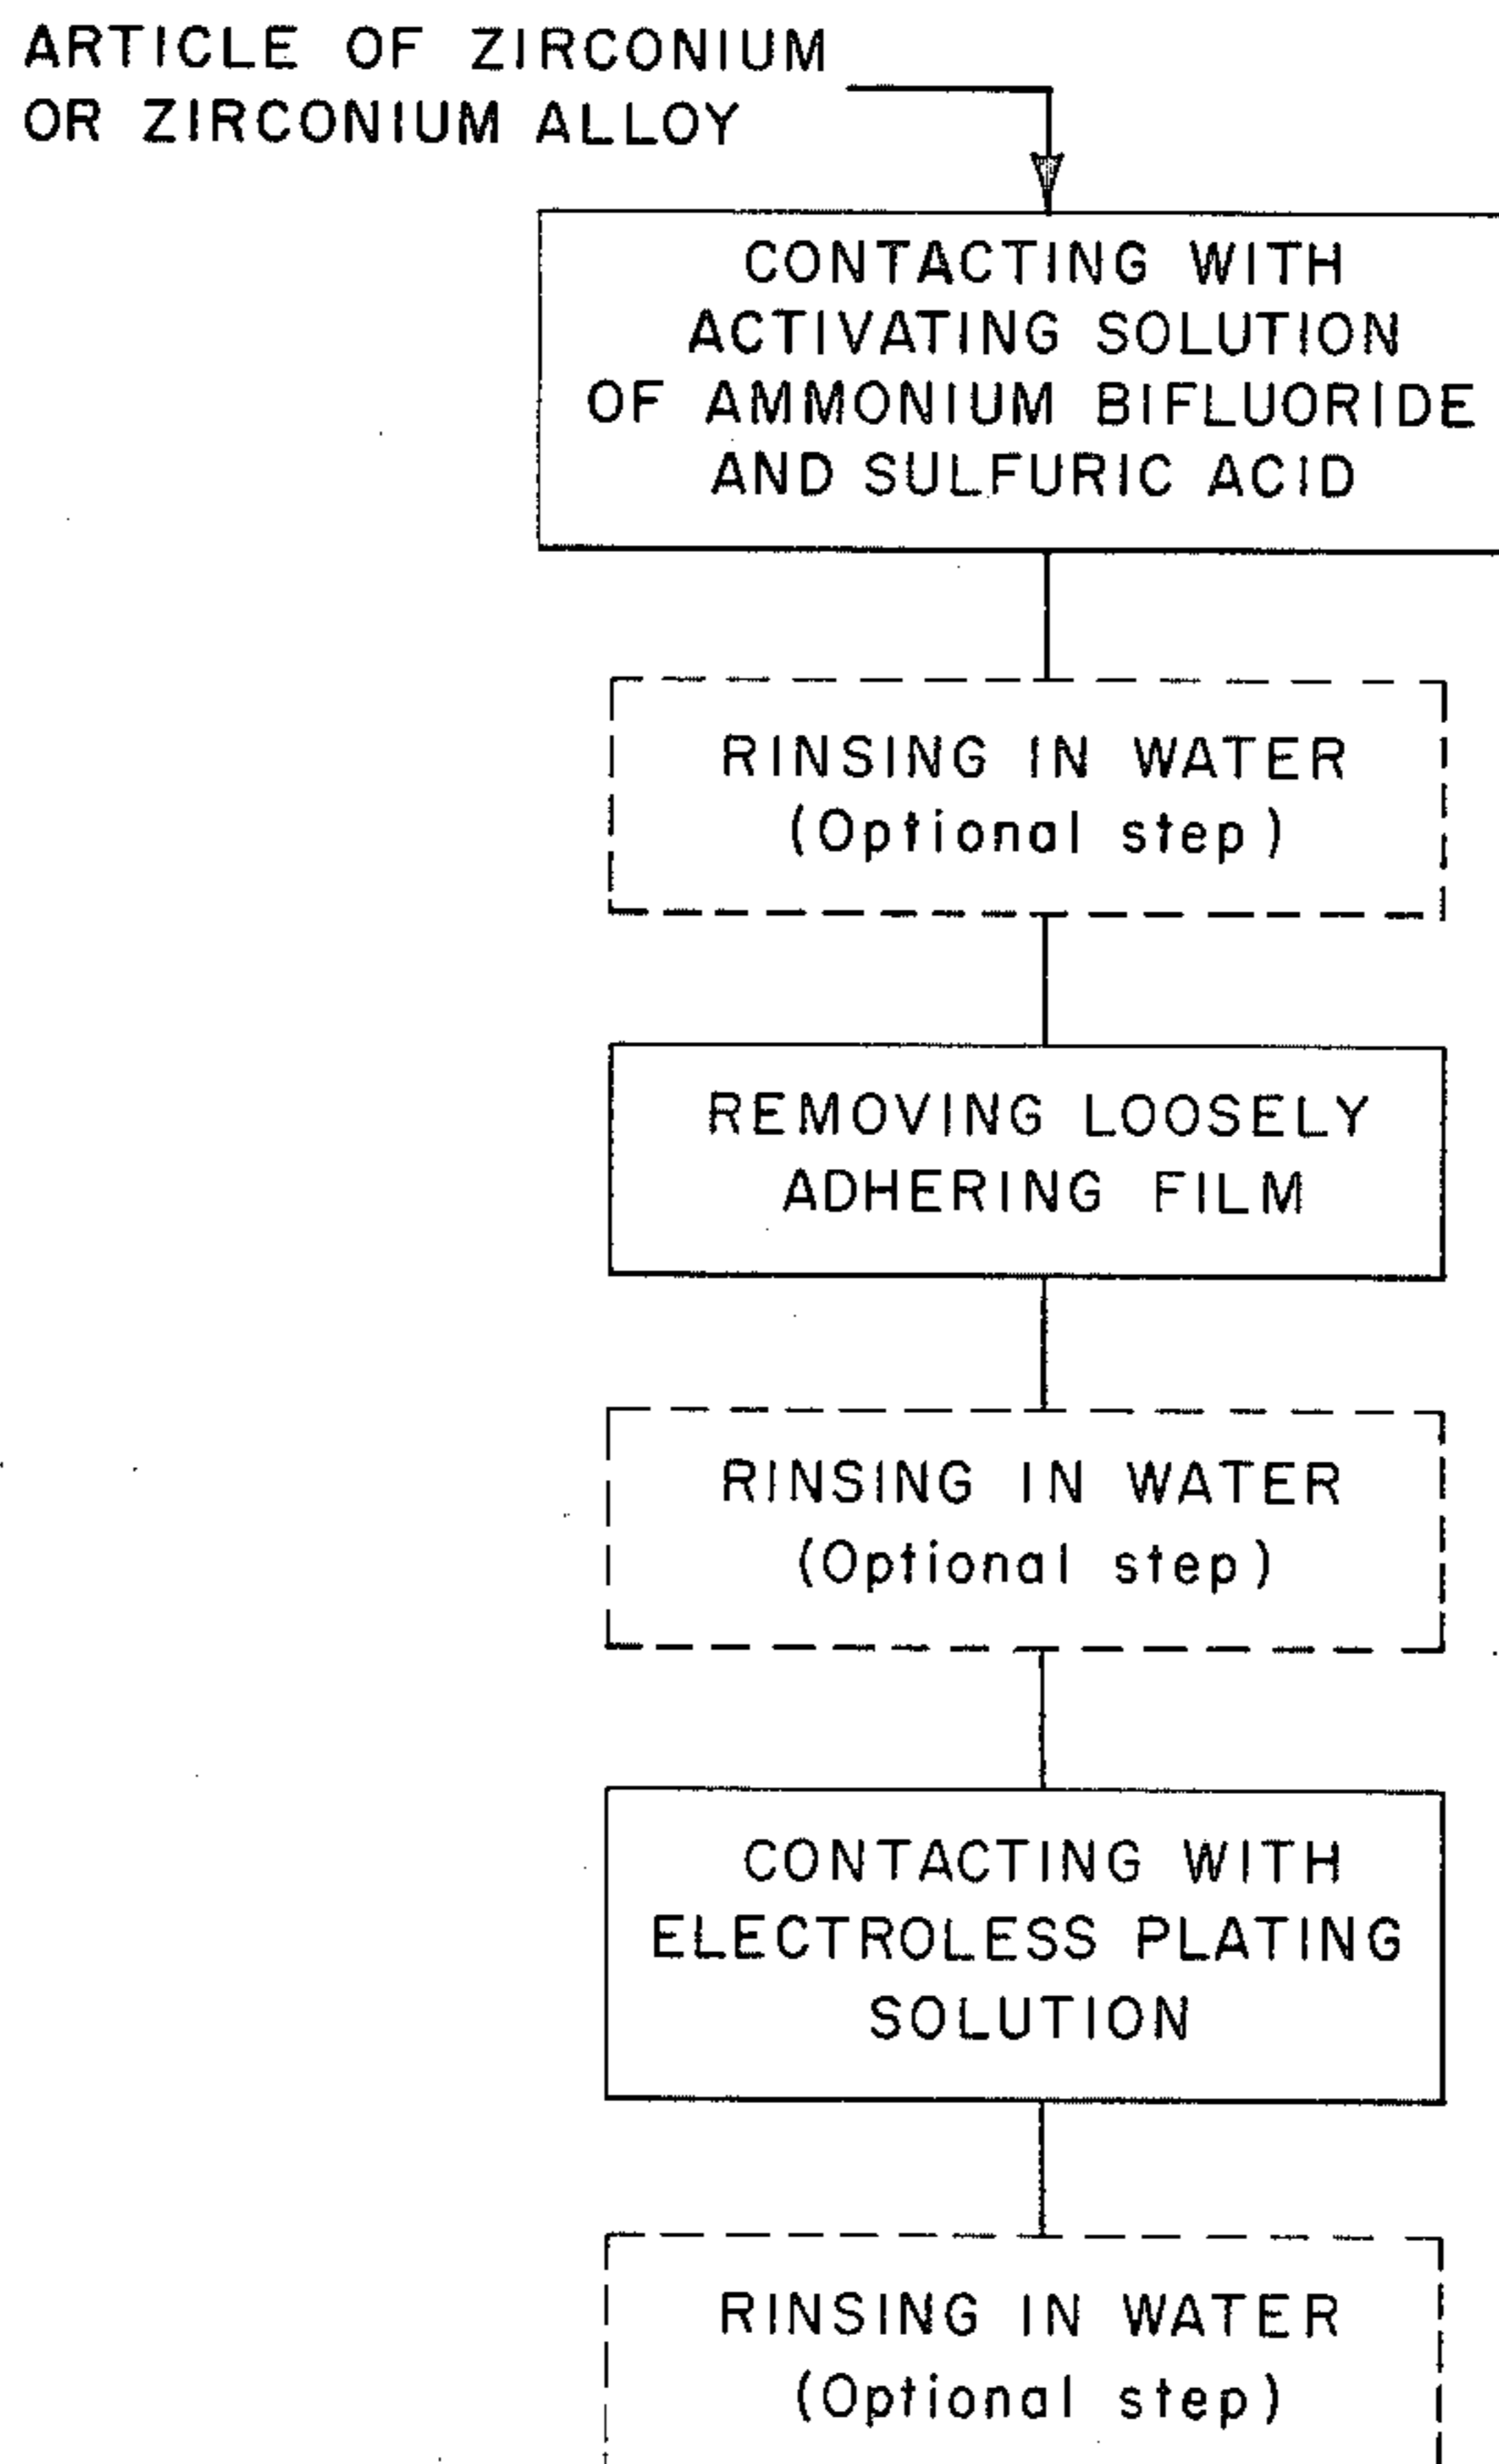 ARTICLE OF ZIRCONIUM
OR ZIRCONIUM ALLOY
CONTACTING WITH
ACTIVATING SOLUTION
OF AMMONIUM BIFLUORIDE
AND SULFURIC ACID
RINSING IN WATER
(Optional step)
REMOVING LOOSELY
ADHERING FILM
RINSING IN WATER
(Optional step)
CONTACTING WITH
ELECTROLESS PLATING
SOLUTION
RINSING IN WATER
(Optional step)